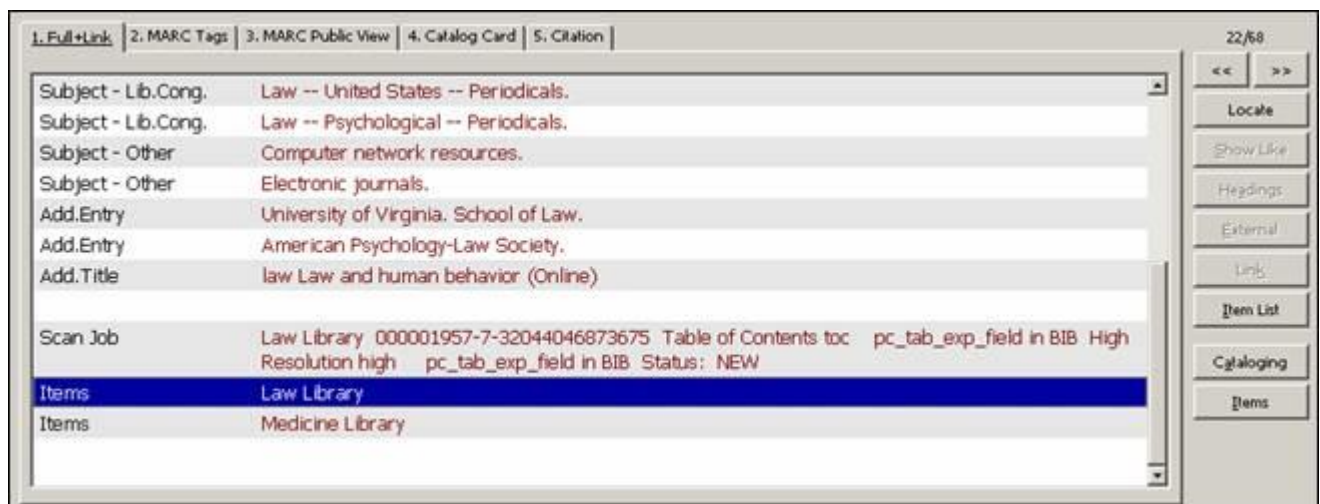 1. Full+Link 2. MARC Tags 3. MARC Public View 4. Catalog Card 5. Citation 22/68
<< >>
Subject - Lib.Cong. Law -- United States -- Periodicals.
Locate
Subject - Lib.Cong. Law -- Psychological -- Periodicals.
Subject - Other Computer network resources.
Show Like
Subject - Other Electronic journals.
Headings
Add.Entry University of Virginia. School of Law.
External
Add.Entry American Psychology-Law Society.
Add.Title law Law and human behavior (Online)
Link
Item List
Scan Job Law Library 000001957-7-32044046873675 Table of Contents toc pc_tab_exp_field in BIB High
Resolution high pc_tab_exp_field in BIB Status: NEW
Cataloging
Items Law Library
Items
Items Medicine Library